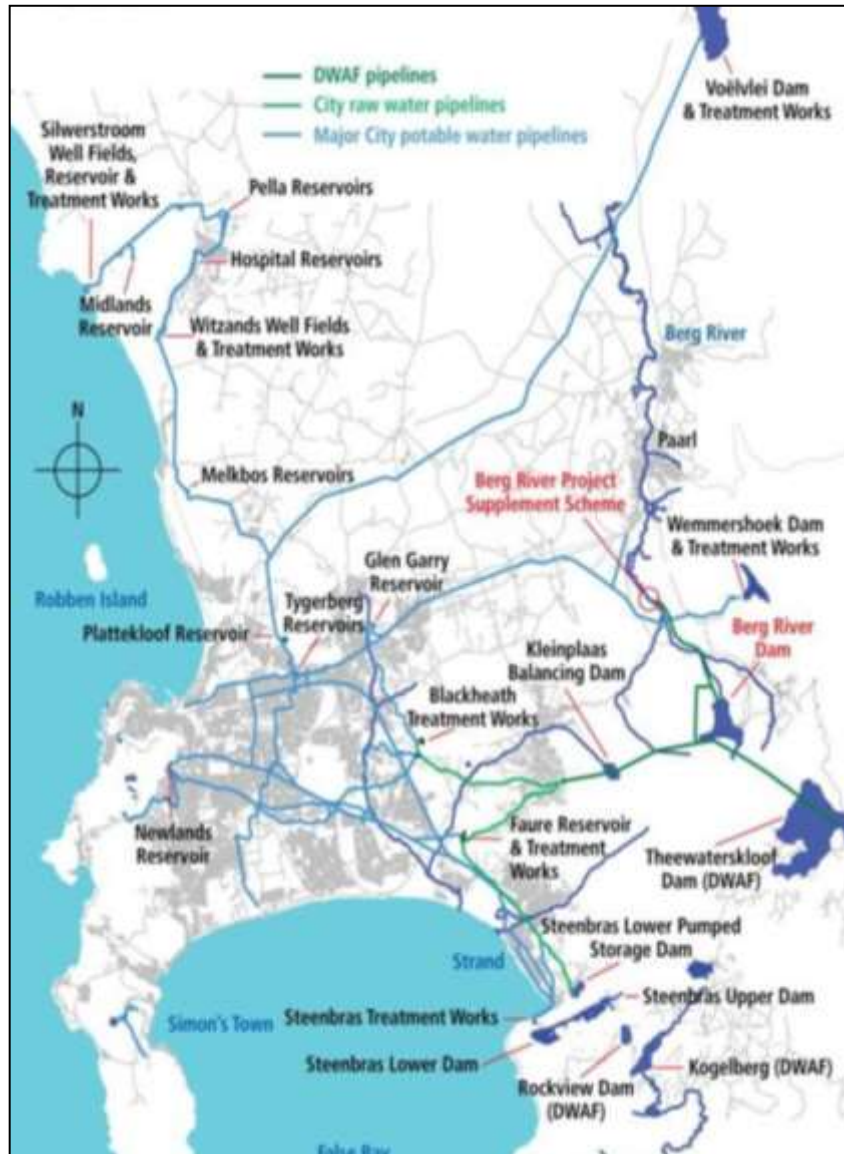 DWAF pipelines
City raw water pipelines
Major City potable water pipelines
Voëlvlei Dam
& Treatment Works
Silwerstroom
Well Fields,
Reservoir &
Treatment Works
Pella Reservoirs
Hospital Reservoirs
Midlands
Reservoir
Witzands Well Fields
& Treatment Works
Berg River
N
Paarl
Melkbos Reservoirs
Berg River Project
Supplement Scheme
Wemmershoek Dam
& Treatment Works
Glen Garry
Reservoir
Robben Island
Tygerberg
Reservoirs
Plattekloof Reservoir
Berg River
Dam
Kleinplaas
Balancing Dam
Blackheath
Treatment Works
Newlands
Reservoir
Faure Reservoir
& Treatment
Works
Theewaterskloof
Dam (DWAF)
Steenbras Lower Pumped
Storage Dam
Strand
Steenbras Upper Dam
Simon's Town
Steenbras Treatment Works
Steenbras Lower Dam
Rockview Dam
(DWAF)
Kogelberg (DWAF)
False Bay